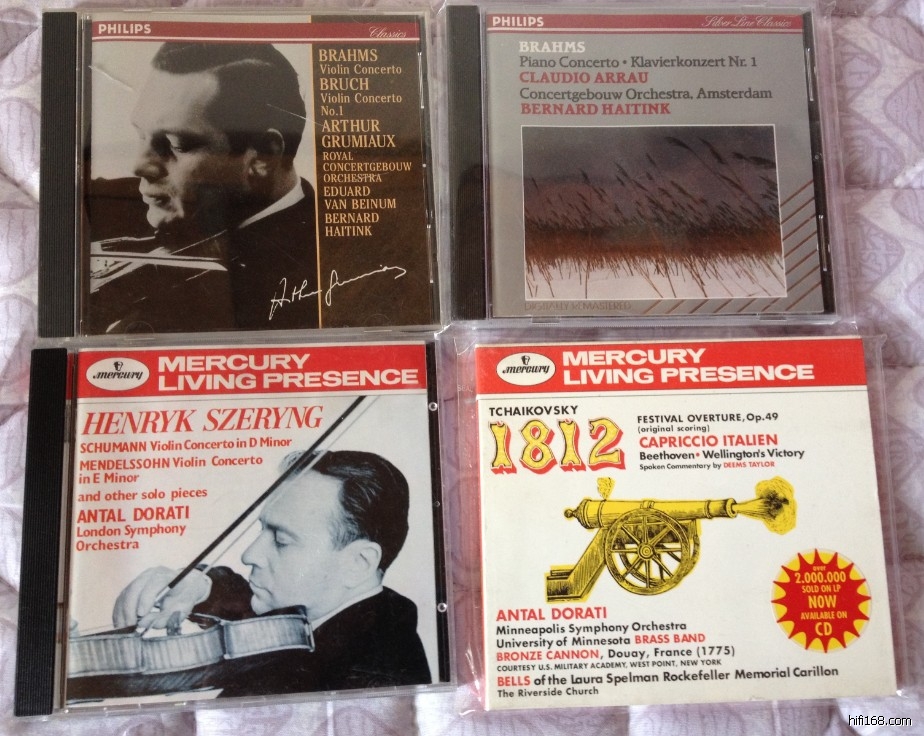 PHILIPS
Classics
BRAHMS
Violin Concerto
BRUCH
Violin Concerto
No.1
ARTHUR
GRUMIAUX
ROYAL
CONCERTGEBOUW
ORCHESTRA
EDUARD
VAN BEINUM
BERNARD
HAITINK
Arthur Grumiaux
PHILIPS
Silver Line Classics
BRAHMS
Piano Concerto • Klavierkonzert Nr. 1
CLAUDIO ARRAU
Concertgebouw Orchestra, Amsterdam
BERNARD HAITINK
DIGITALLY REMASTERED
mercury
MERCURY
LIVING PRESENCE
HENRYK SZERYNG
SCHUMANN Violin Concerto in D Minor
MENDELSSOHN Violin Concerto
in E Minor
and other solo pieces
ANTAL DORATI
London Symphony
Orchestra
mercury
MERCURY
LIVING PRESENCE
TCHAIKOVSKY
1812
FESTIVAL OVERTURE, Op.49
(original scoring)
CAPRICCIO ITALIEN
Beethoven • Wellington's Victory
Spoken Commentary by DEEMS TAYLOR
over
2.000.000
SOLD ON LP
NOW
AVAILABLE ON
CD
ANTAL DORATI
Minneapolis Symphony Orchestra
University of Minnesota BRASS BAND
BRONZE CANNON, Douay, France (1775)
COURTESY U.S. MILITARY ACADEMY, WEST POINT, NEW YORK
BELLS of the Laura Spelman Rockefeller Memorial Carillon
The Riverside Church
hifi168.com